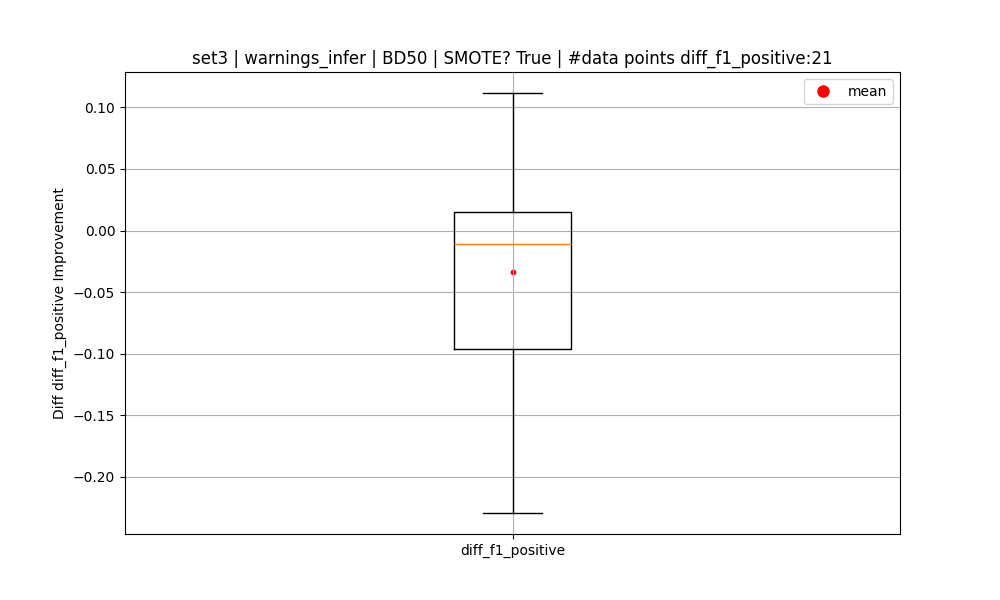 set3 | warnings_infer | BD50 | SMOTE? True | #data points diff_f1_positive:21
mean
0.10
0.05
0.00
−0.05
−0.10
−0.15
−0.20
Diff diff_f1_positive Improvement
diff_f1_positive